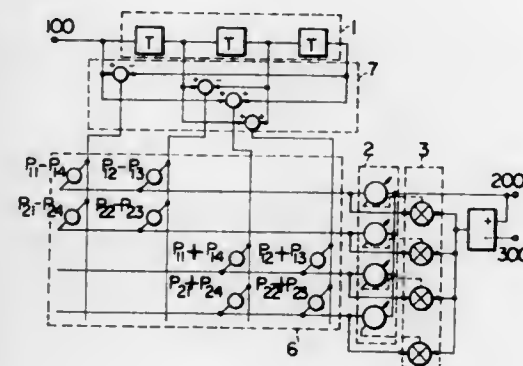 100
T T T
1
7
+ - + - + + + +
2 3
P11-P14 P12-P13
200
P21-P24 P22-P23
+
-
300
P11+P14 P12+P13
P21+P24 P22+P23
6